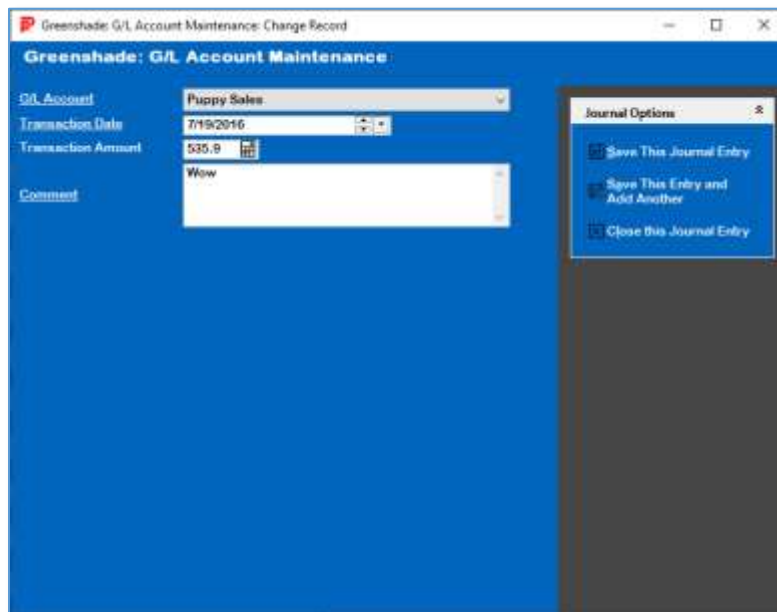 Greenshade: G/L Account Maintenance: Change Record
Greenshade: G/L Account Maintenance
G/L Account
Puppy Sales
Transaction Date
7/19/2016
Transaction Amount
535.9
Comment
Wow
Journal Options
Save This Journal Entry
Save This Entry and
Add Another
Close this Journal Entry